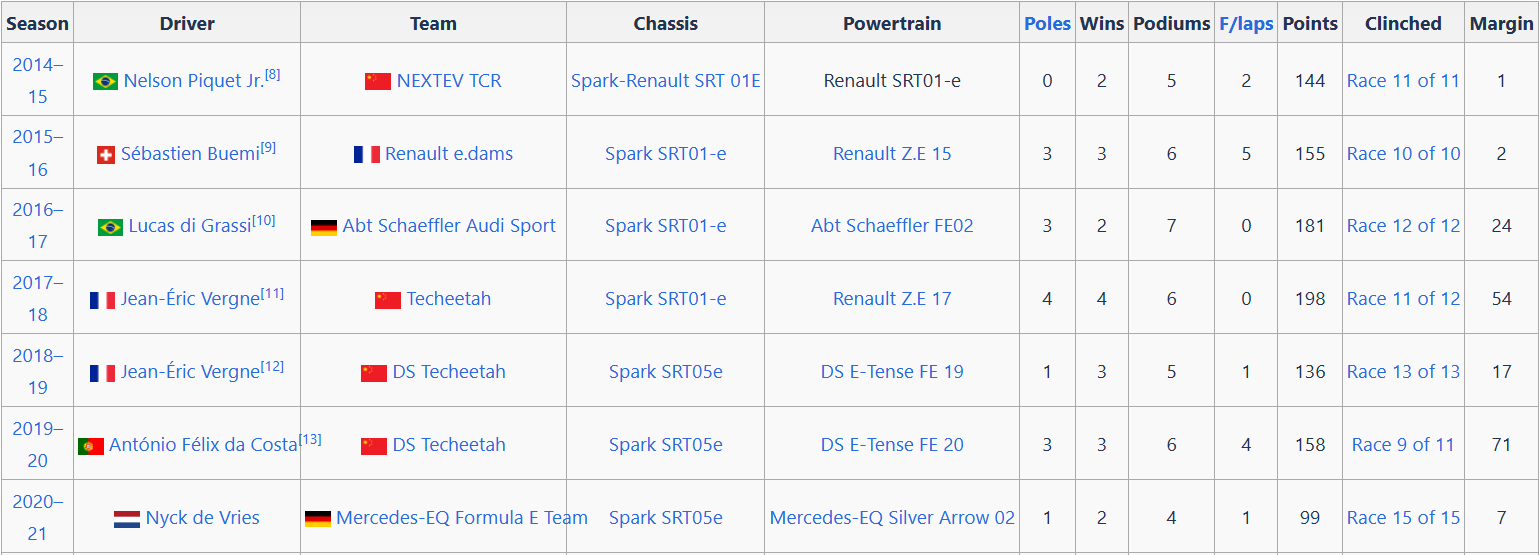 Season Driver Team Chassis Powertrain Poles Wins Podiums F/laps Points Clinched Margin
2014–15 Nelson Piquet Jr.[8] NEXTEV TCR Spark-Renault SRT 01E Renault SRT01-e 0 2 5 2 144 Race 11 of 11 1
2015–16 Sébastien Buemi[9] Renault e.dams Spark SRT01-e Renault Z.E 15 3 3 6 5 155 Race 10 of 10 2
2016–17 Lucas di Grassi[10] Abt Schaeffler Audi Sport Spark SRT01-e Abt Schaeffler FE02 3 2 7 0 181 Race 12 of 12 24
2017–18 Jean-Éric Vergne[11] Techeetah Spark SRT01-e Renault Z.E 17 4 4 6 0 198 Race 11 of 12 54
2018–19 Jean-Éric Vergne[12] DS Techeetah Spark SRT05e DS E-Tense FE 19 1 3 5 1 136 Race 13 of 13 17
2019–20 António Félix da Costa[13] DS Techeetah Spark SRT05e DS E-Tense FE 20 3 3 6 4 158 Race 9 of 11 71
2020–21 Nyck de Vries Mercedes-EQ Formula E Team Spark SRT05e Mercedes-EQ Silver Arrow 02 1 2 4 1 99 Race 15 of 15 7